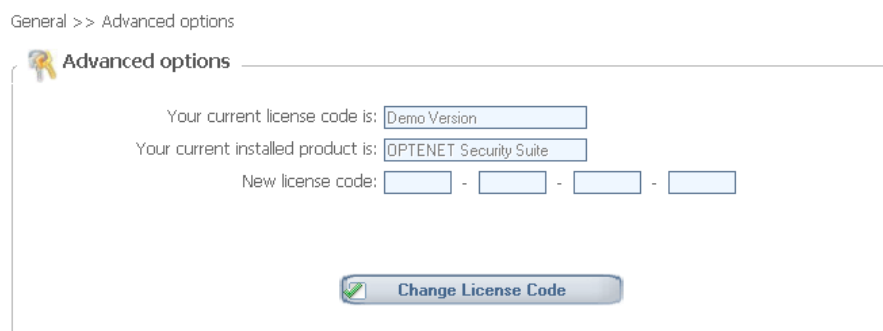 General >> Advanced options
Advanced options
Your current license code is: Demo Version
Your current installed product is: OPTENET Security Suite
New license code: - - -
Change License Code